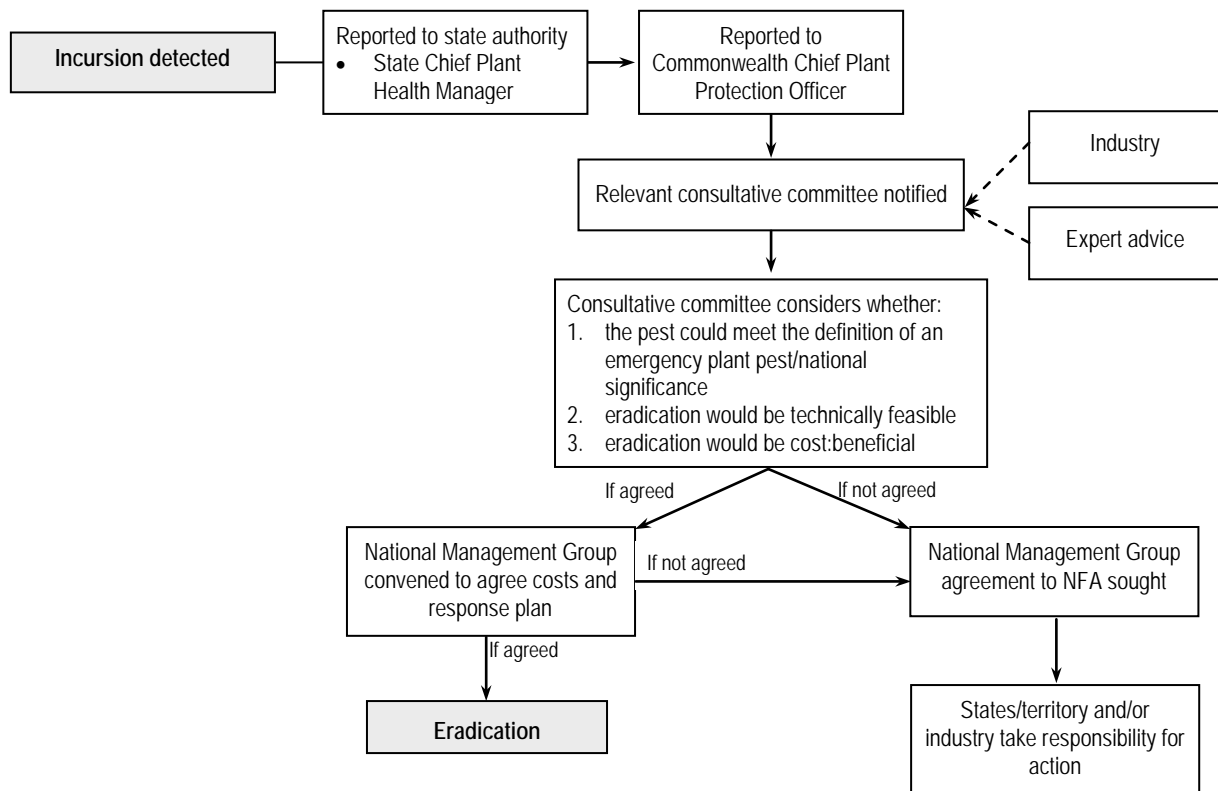 Incursion detected
Reported to state authority
• State Chief Plant
Health Manager
Reported to
Commonwealth Chief Plant
Protection Officer
Industry
Relevant consultative committee notified
Expert advice
Consultative committee considers whether:
1. the pest could meet the definition of an
emergency plant pest/national
significance
2. eradication would be technically feasible
3. eradication would be cost:beneficial
If agreed
If not agreed
National Management Group
convened to agree costs and
response plan
If not agreed
National Management Group
agreement to NFA sought
If agreed
Eradication
States/territory and/or
industry take responsibility for
action